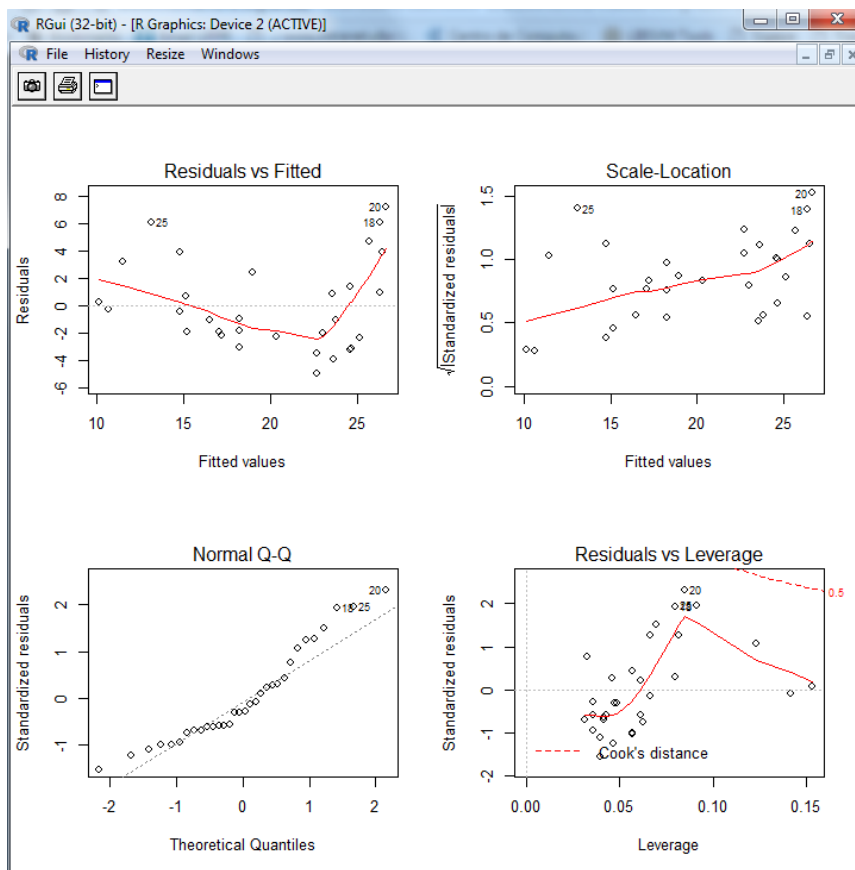 RGui (32-bit) - [R Graphics: Device 2 (ACTIVE)]
File History Resize Windows
Residuals vs Fitted
Residuals
8
6
4
2
0
-2
-4
-6
20
18
25
10 15 20 25
Fitted values
Scale-Location
√|Standardized residuals|
1.5
1.0
0.5
0.0
20
18
25
10 15 20 25
Fitted values
Normal Q-Q
Standardized residuals
2
1
0
-1
20
18
25
-2 -1 0 1 2
Theoretical Quantiles
Residuals vs Leverage
Standardized residuals
2
1
0
-1
-2
20
0.5
Cook's distance
0.00 0.05 0.10 0.15
Leverage